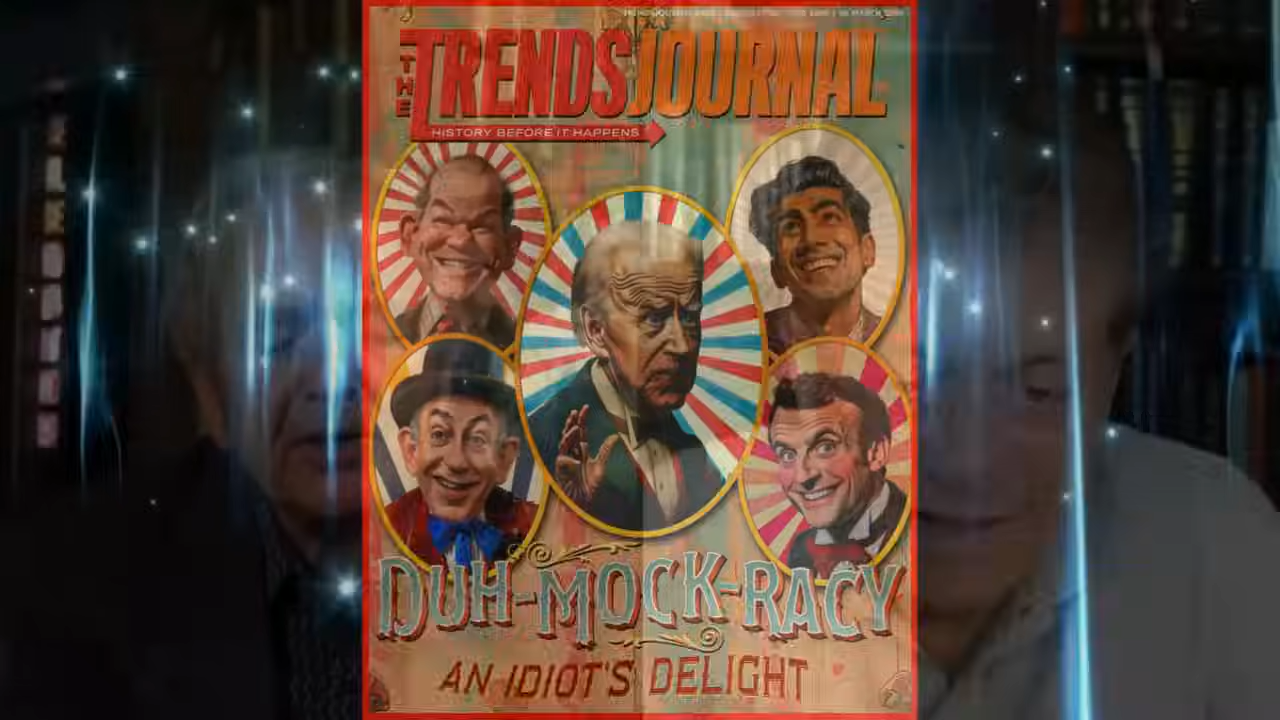 THE TRENDS JOURNAL
HISTORY BEFORE IT HAPPENS
DUH-MOCK-RACY
AN IDIOT'S DELIGHT